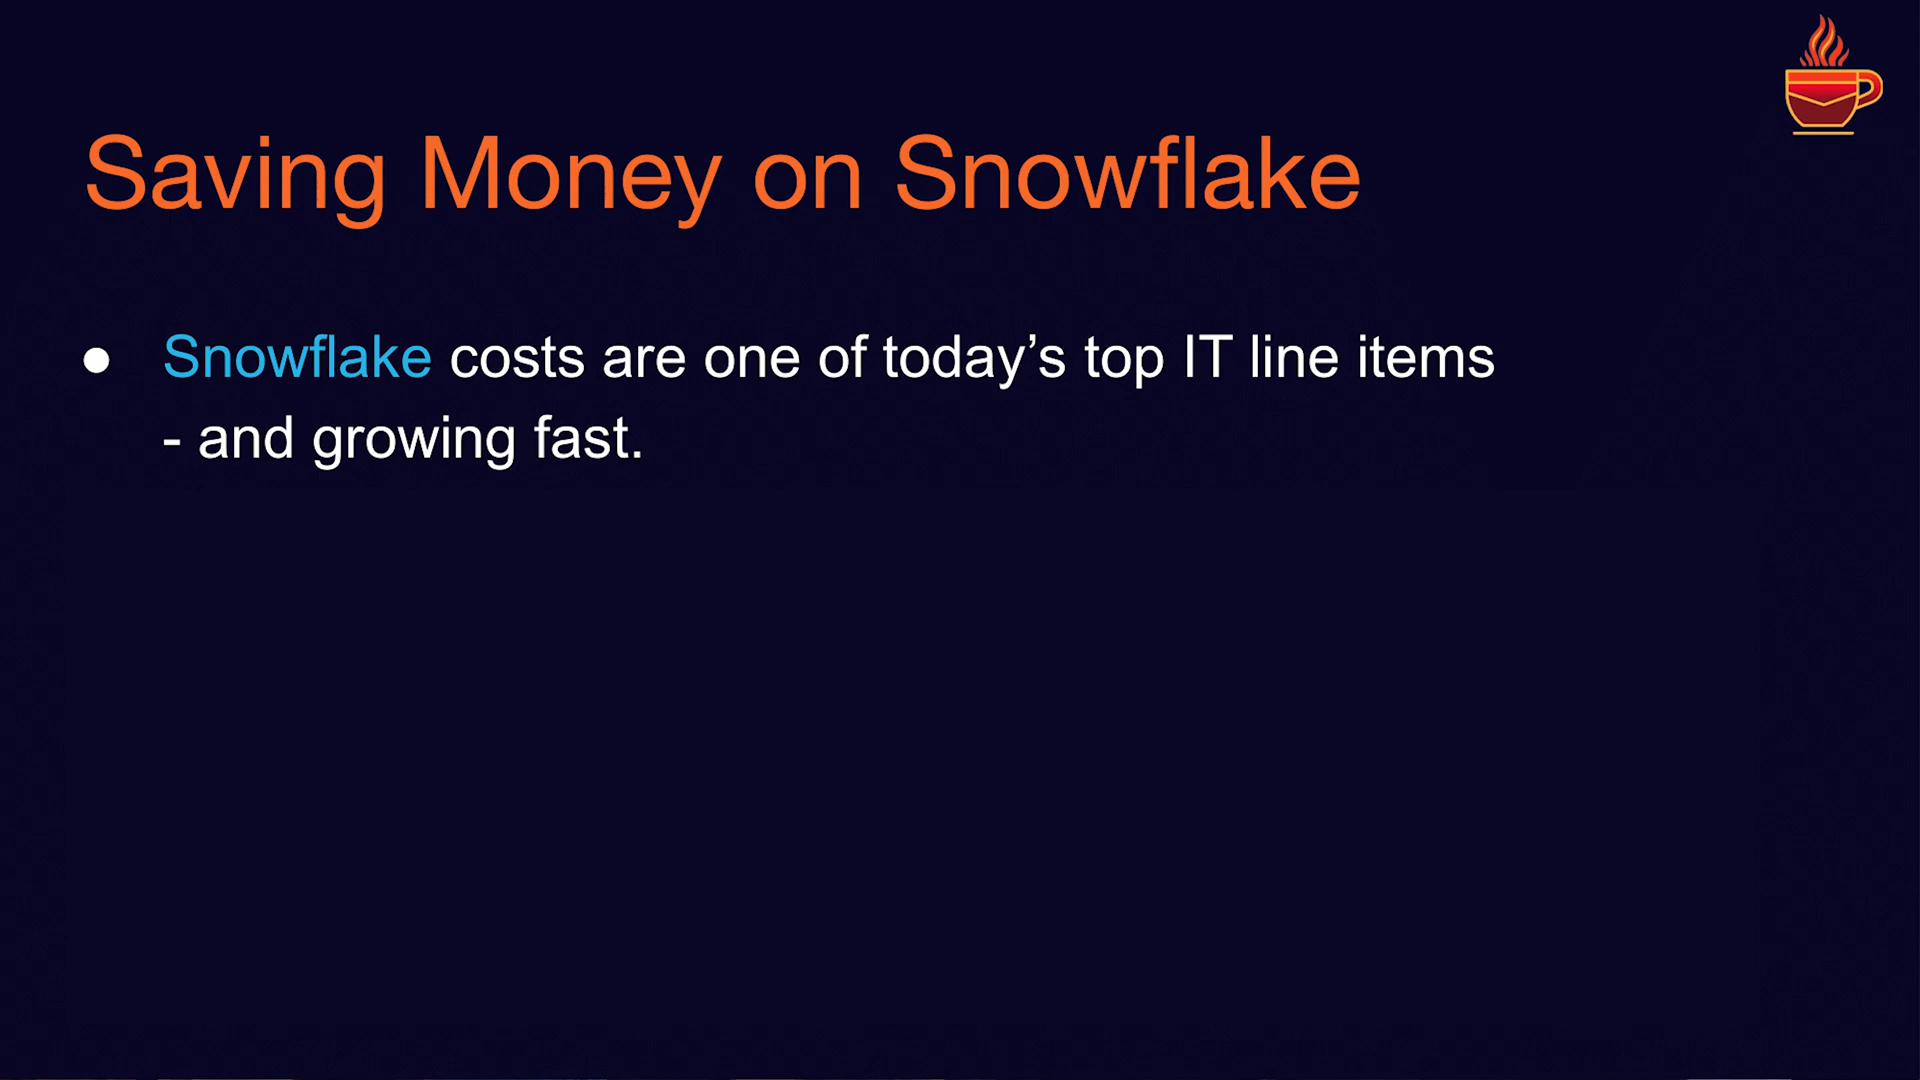 Saving Money on Snowflake
● Snowflake costs are one of today’s top IT line items
- and growing fast.